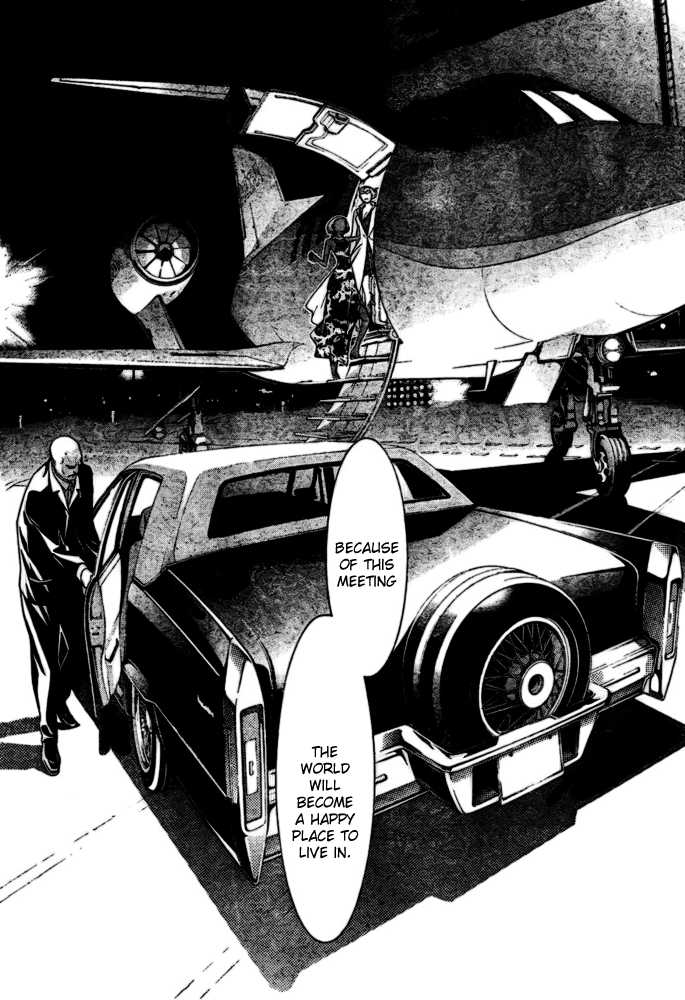 BECAUSE
OF THIS
MEETING
THE
WORLD
WILL
BECOME
A HAPPY
PLACE TO
LIVE IN.